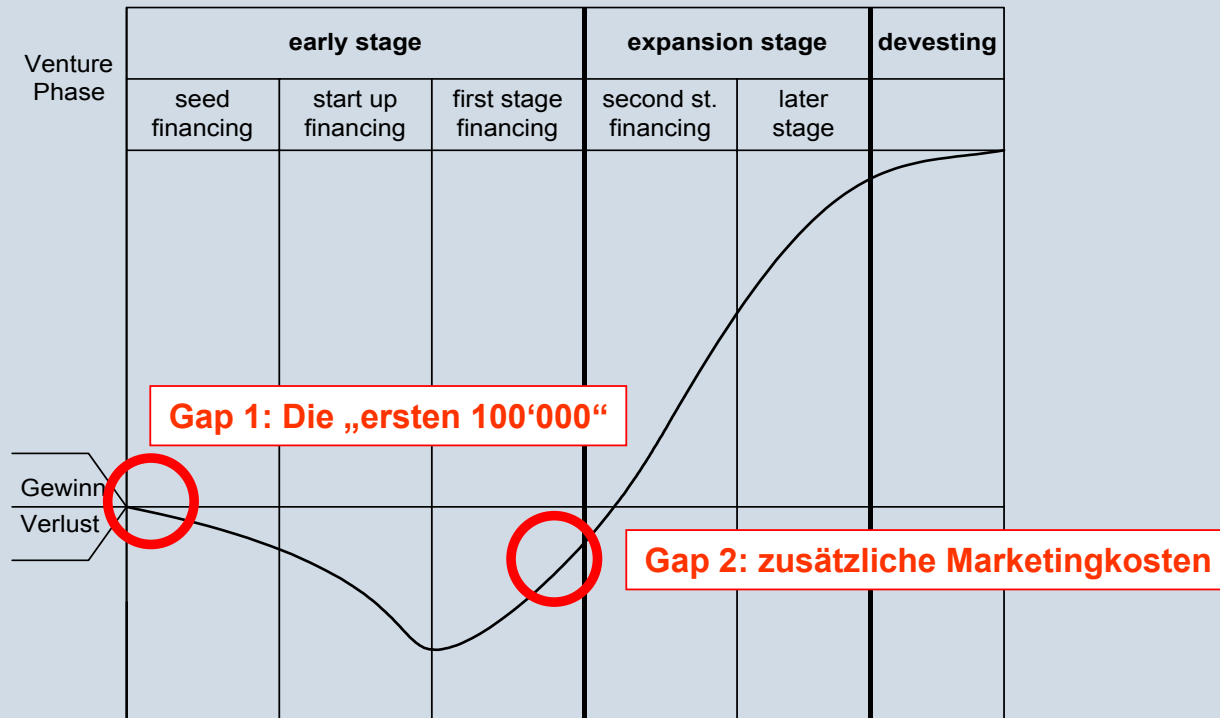 Venture
Phase
early stage
expansion stage
devesting
seed
financing
start up
financing
first stage
financing
second st.
financing
later
stage
Gap 1: Die „ersten 100‘000“
Gewinn
Verlust
Gap 2: zusätzliche Marketingkosten